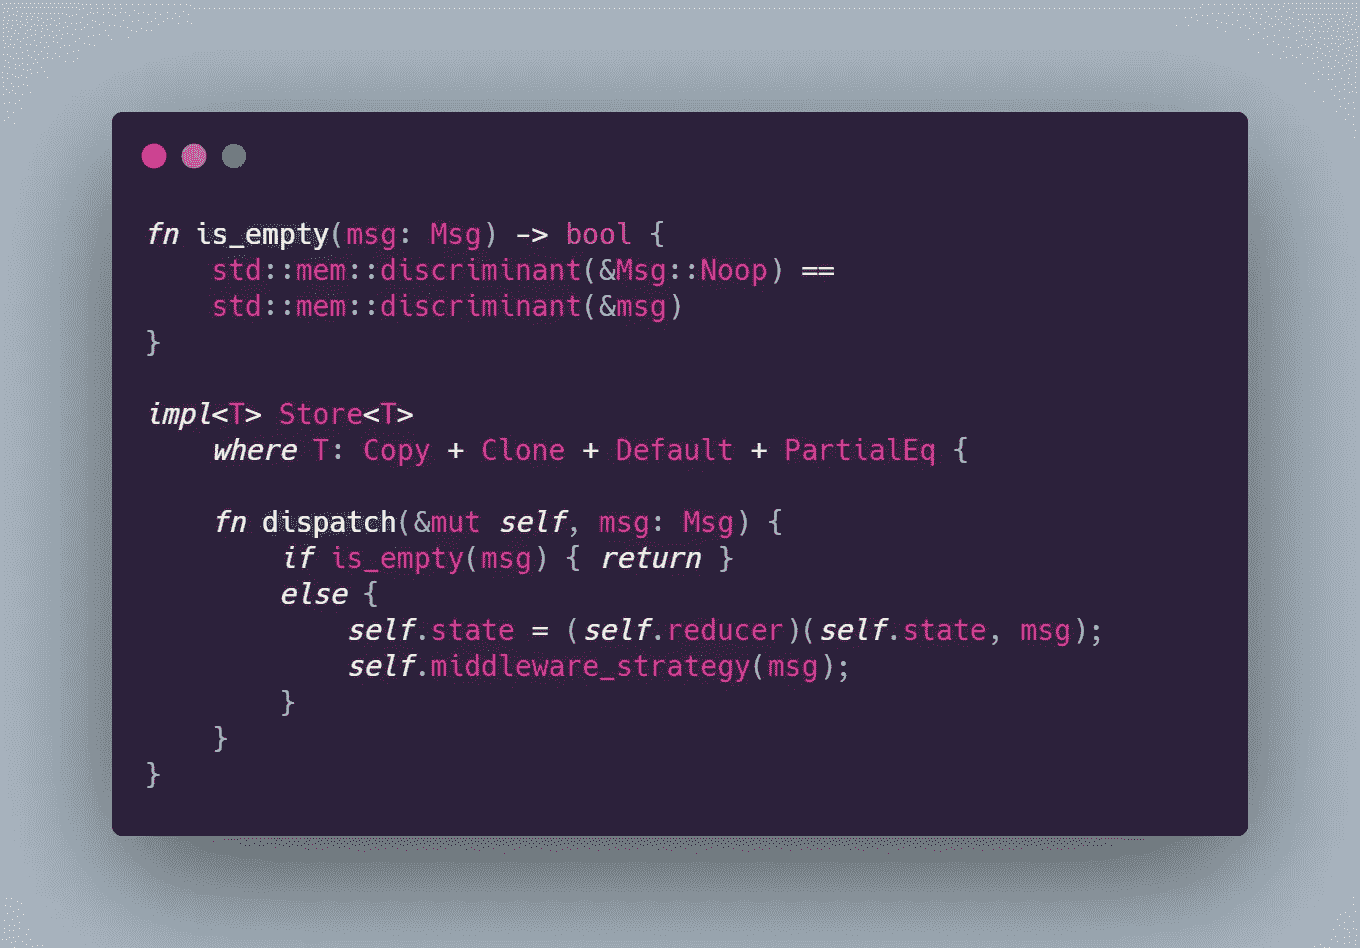 fn is_empty(msg: Msg) -> bool {
    std::mem::discriminant(&Msg::Noop) ==
    std::mem::discriminant(&msg)
}

impl<T> Store<T>
    where T: Copy + Clone + Default + PartialEq {

    fn dispatch(&mut self, msg: Msg) {
        if is_empty(msg) { return }
        else {
            self.state = (self.reducer)(self.state, msg);
            self.middleware_strategy(msg);
        }
    }
}